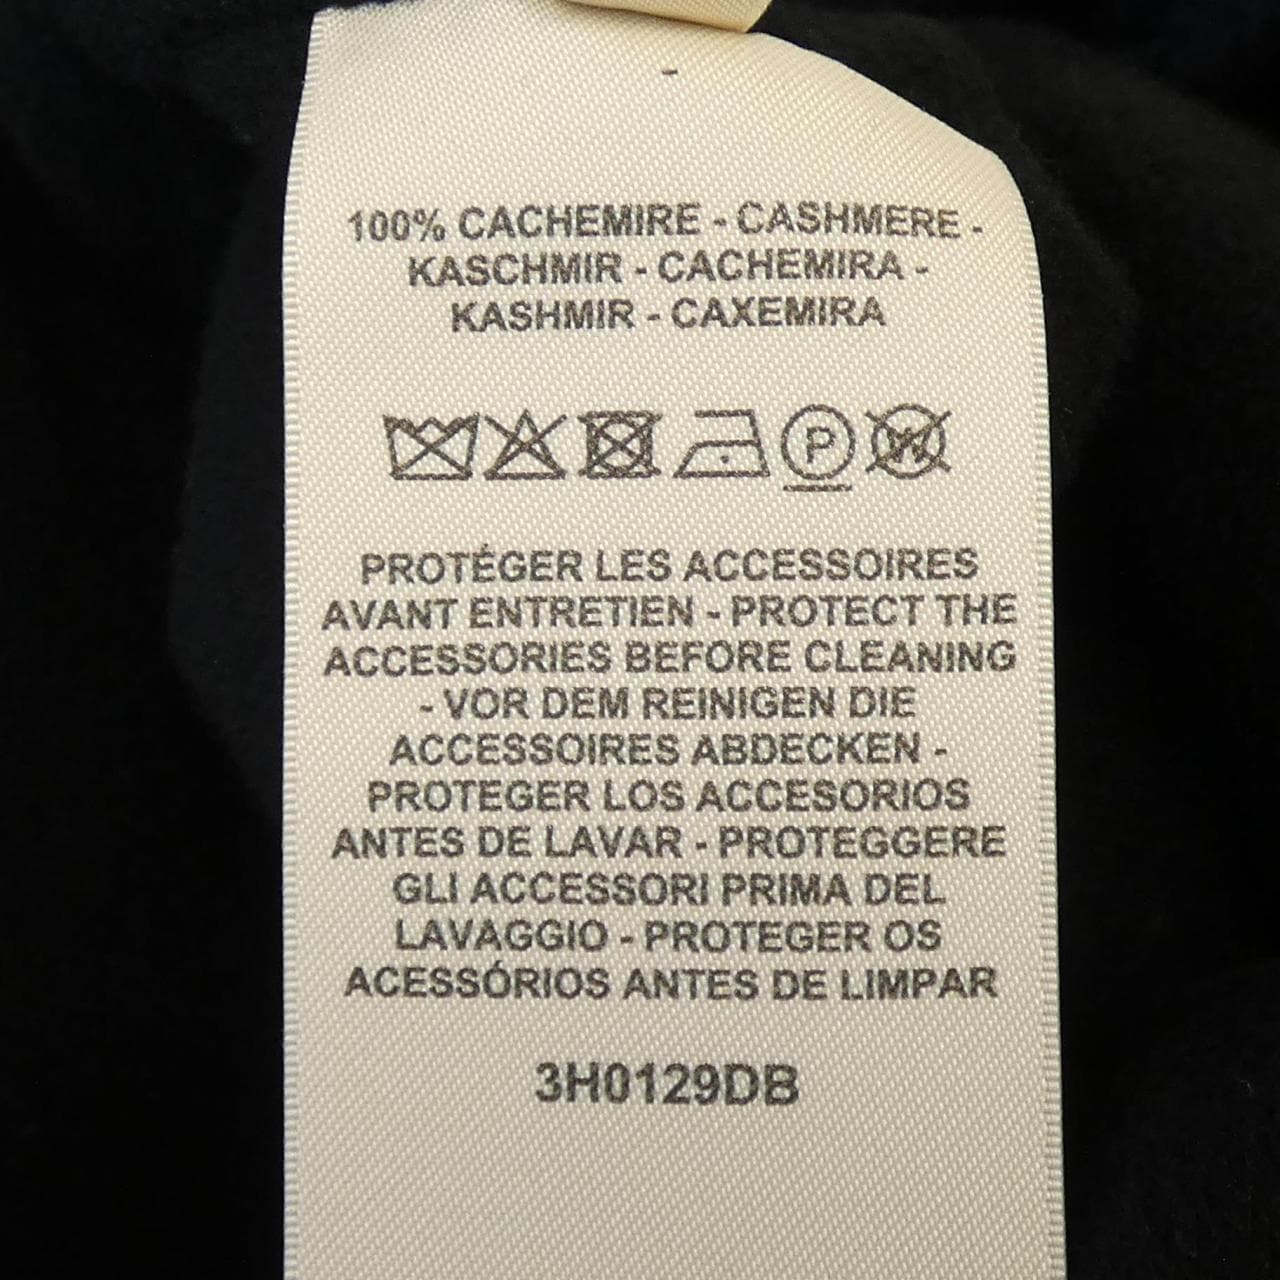 100% CACHEMIRE - CASHMERE -
KASCHMIR - CACHEMIRA -
KASHMIR - CAXEMIRA
P W
PROTÉGER LES ACCESSOIRES
AVANT ENTRETIEN - PROTECT THE
ACCESSORIES BEFORE CLEANING
- VOR DEM REINIGEN DIE
ACCESSOIRES ABDECKEN -
PROTEGER LOS ACCESORIOS
ANTES DE LAVAR - PROTEGGERE
GLI ACCESSORI PRIMA DEL
LAVAGGIO - PROTEGER OS
ACESSÓRIOS ANTES DE LIMPAR
3H0129DB